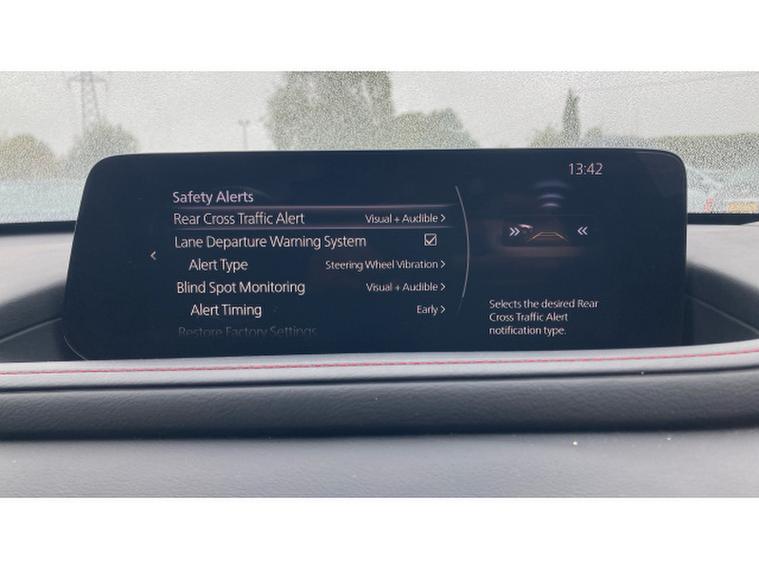 13:42
Safety Alerts
Rear Cross Traffic Alert Visual + Audible >
Lane Departure Warning System ☑
Alert Type Steering Wheel Vibration >
Blind Spot Monitoring Visual + Audible >
Alert Timing Early >
Restore Factory Settings
Selects the desired Rear
Cross Traffic Alert
notification type.